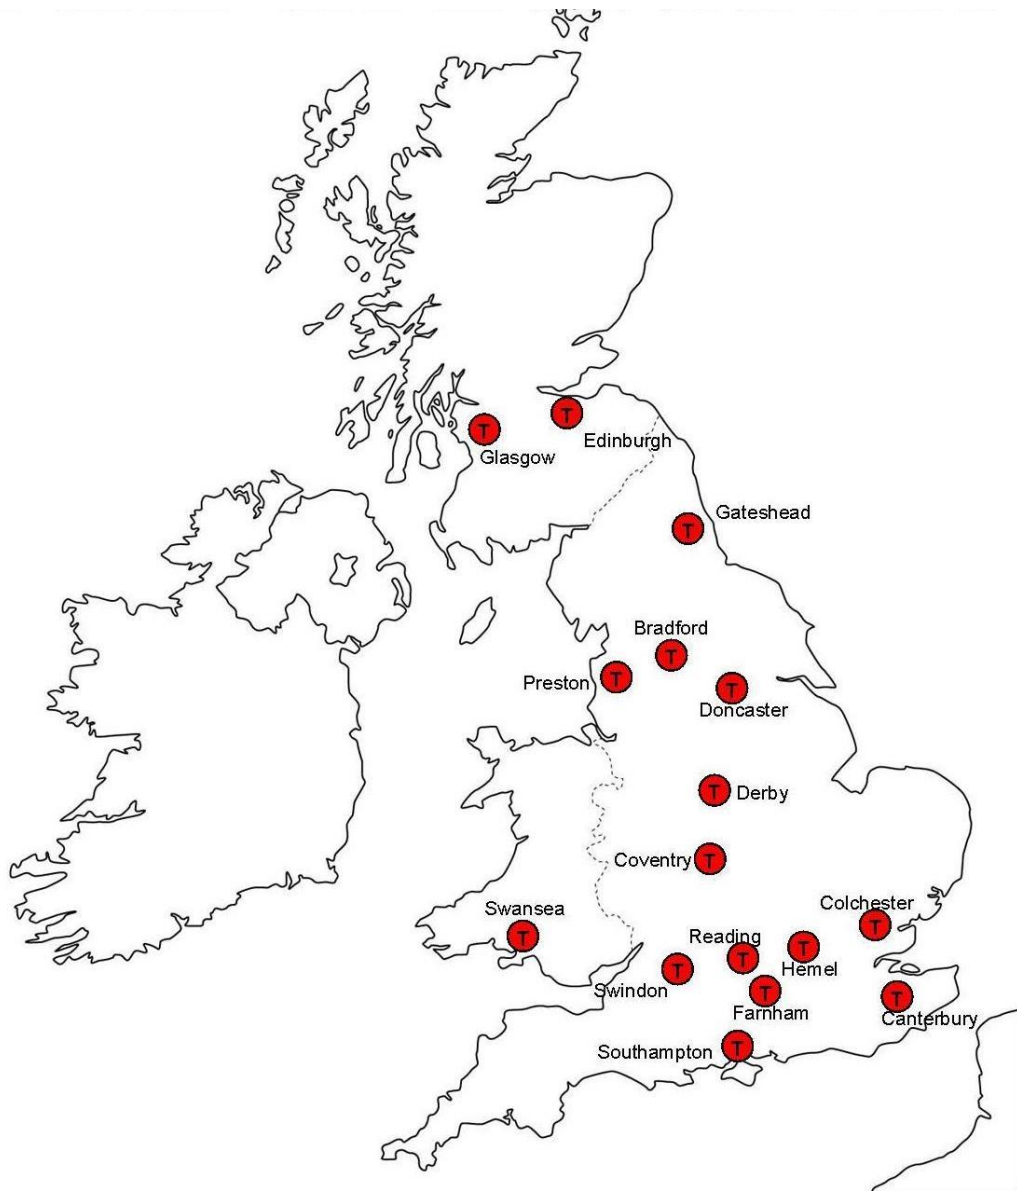 T
T
Edinburgh
Glasgow
Gateshead
T
Bradford
T
Preston
T
T
Doncaster
T
Derby
Coventry
T
Colchester
Swansea
T
T
Reading
T
T
Hemel
Swindon
T
T
Farnham
T
Canterbury
Southampton
T